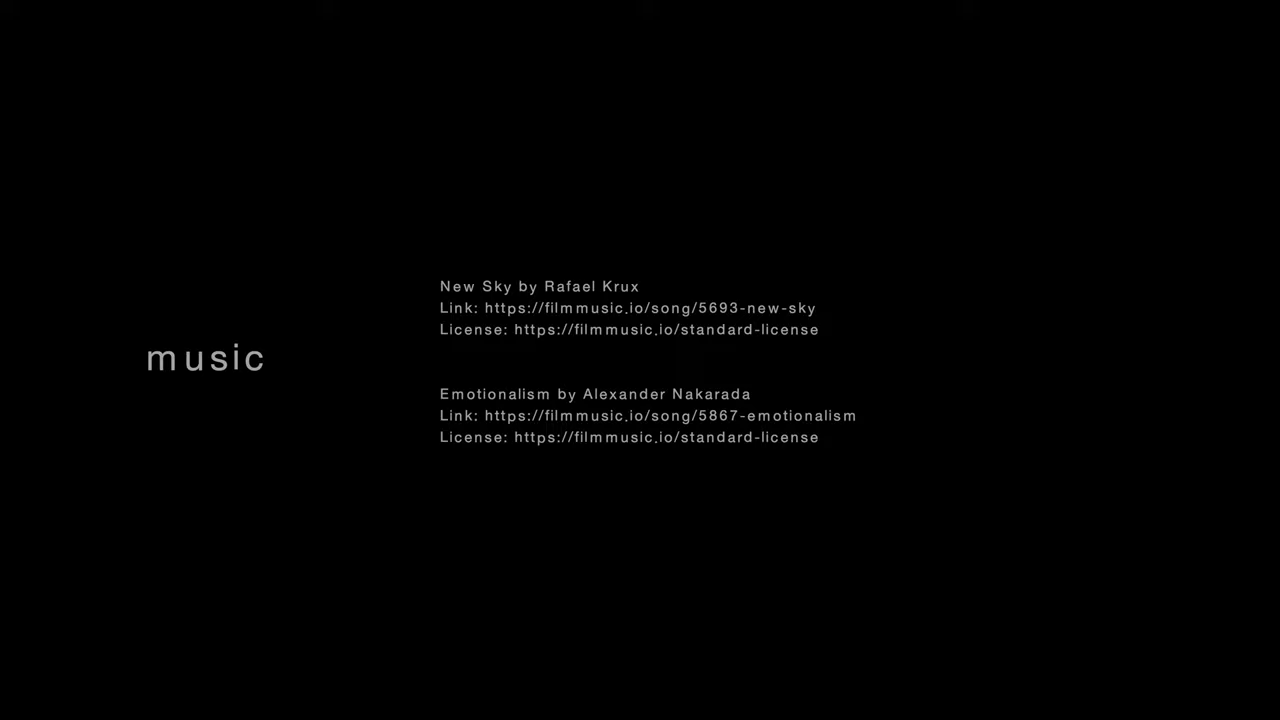 music
New Sky by Rafael Krux
Link: https://filmmusic.io/song/5693-new-sky
License: https://filmmusic.io/standard-license
Emotionalism by Alexander Nakarada
Link: https://filmmusic.io/song/5867-emotionalism
License: https://filmmusic.io/standard-license